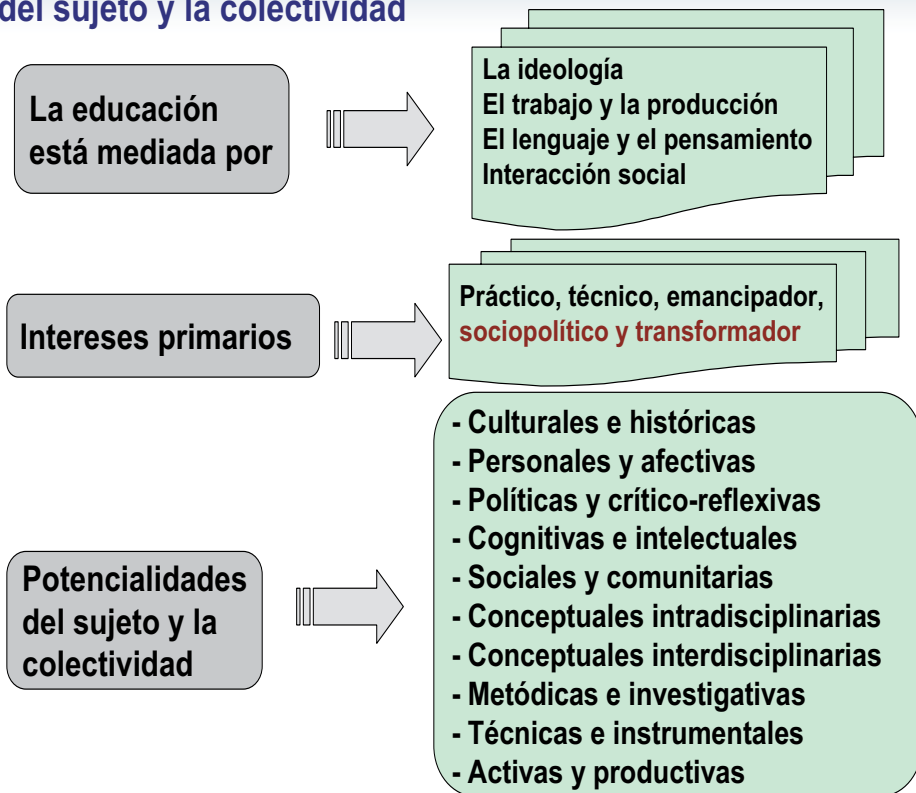 del sujeto y la colectividad
La educación
está mediada por
La ideología
El trabajo y la producción
El lenguaje y el pensamiento
Interacción social
Intereses primarios
Práctico, técnico, emancipador,
sociopolítico y transformador
Potencialidades
del sujeto y la
colectividad
- Culturales e históricas
- Personales y afectivas
- Políticas y crítico-reflexivas
- Cognitivas e intelectuales
- Sociales y comunitarias
- Conceptuales intradisciplinarias
- Conceptuales interdisciplinarias
- Metódicas e investigativas
- Técnicas e instrumentales
- Activas y productivas